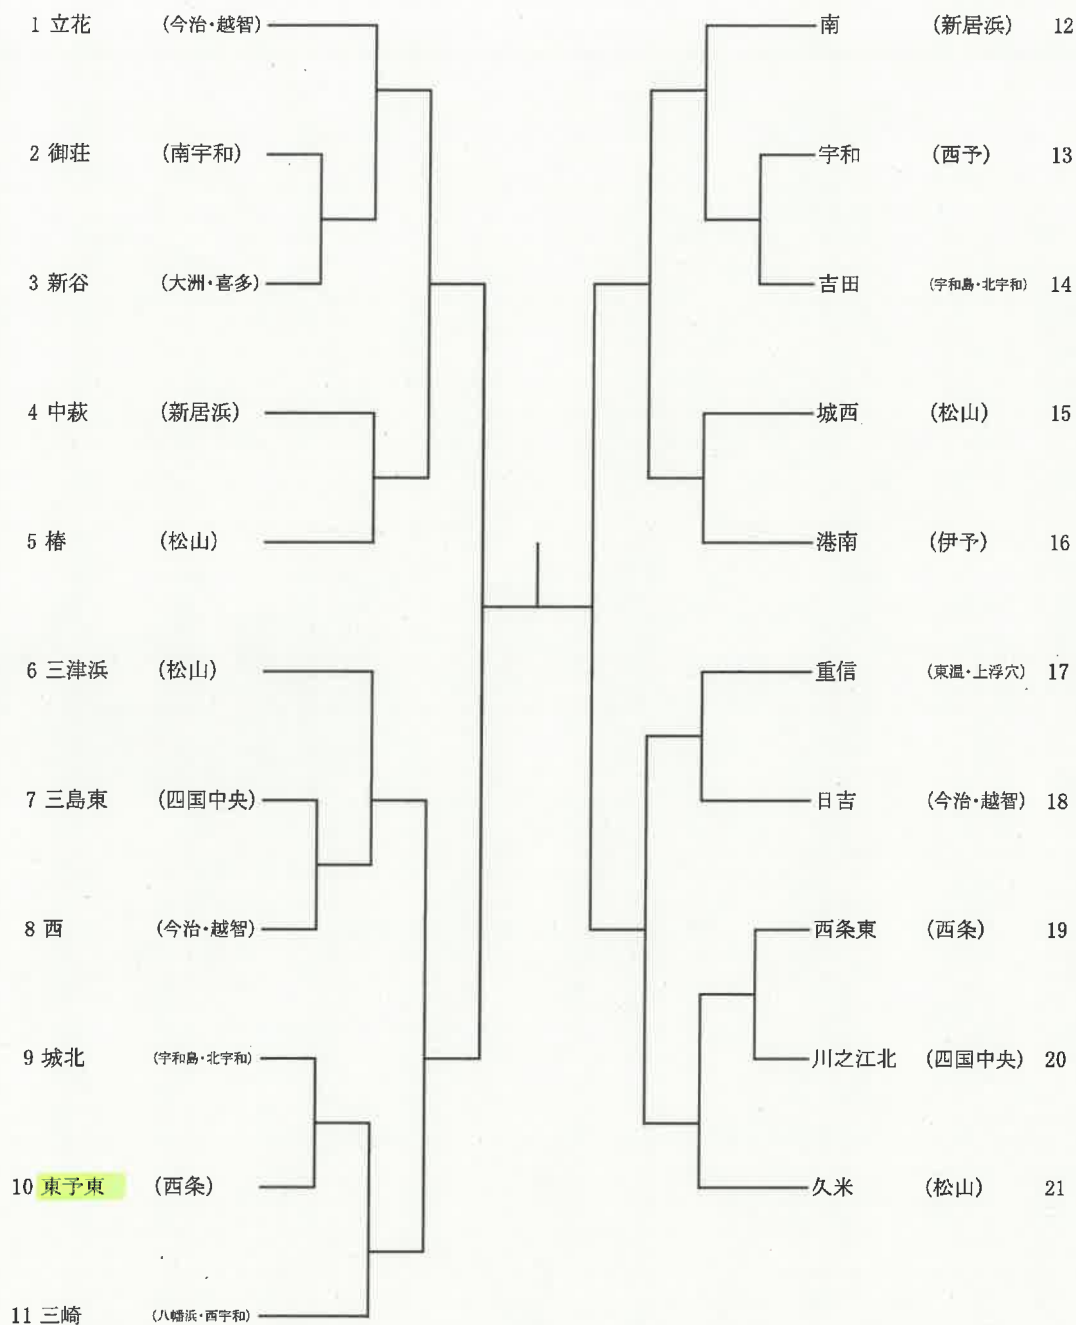 1 立花 (今治・越智)
2 御荘 (南宇和)
3 新谷 (大洲・喜多)
4 中萩 (新居浜)
5 椿 (松山)
6 三津浜 (松山)
7 三島東 (四国中央)
8 西 (今治・越智)
9 城北 (宇和島・北宇和)
10 東予東 (西条)
11 三崎 (八幡浜・西宇和)
南 (新居浜) 12
宇和 (西予) 13
吉田 (宇和島・北宇和) 14
城西 (松山) 15
港南 (伊予) 16
重信 (東温・上浮穴) 17
日吉 (今治・越智) 18
西条東 (西条) 19
川之江北 (四国中央) 20
久米 (松山) 21